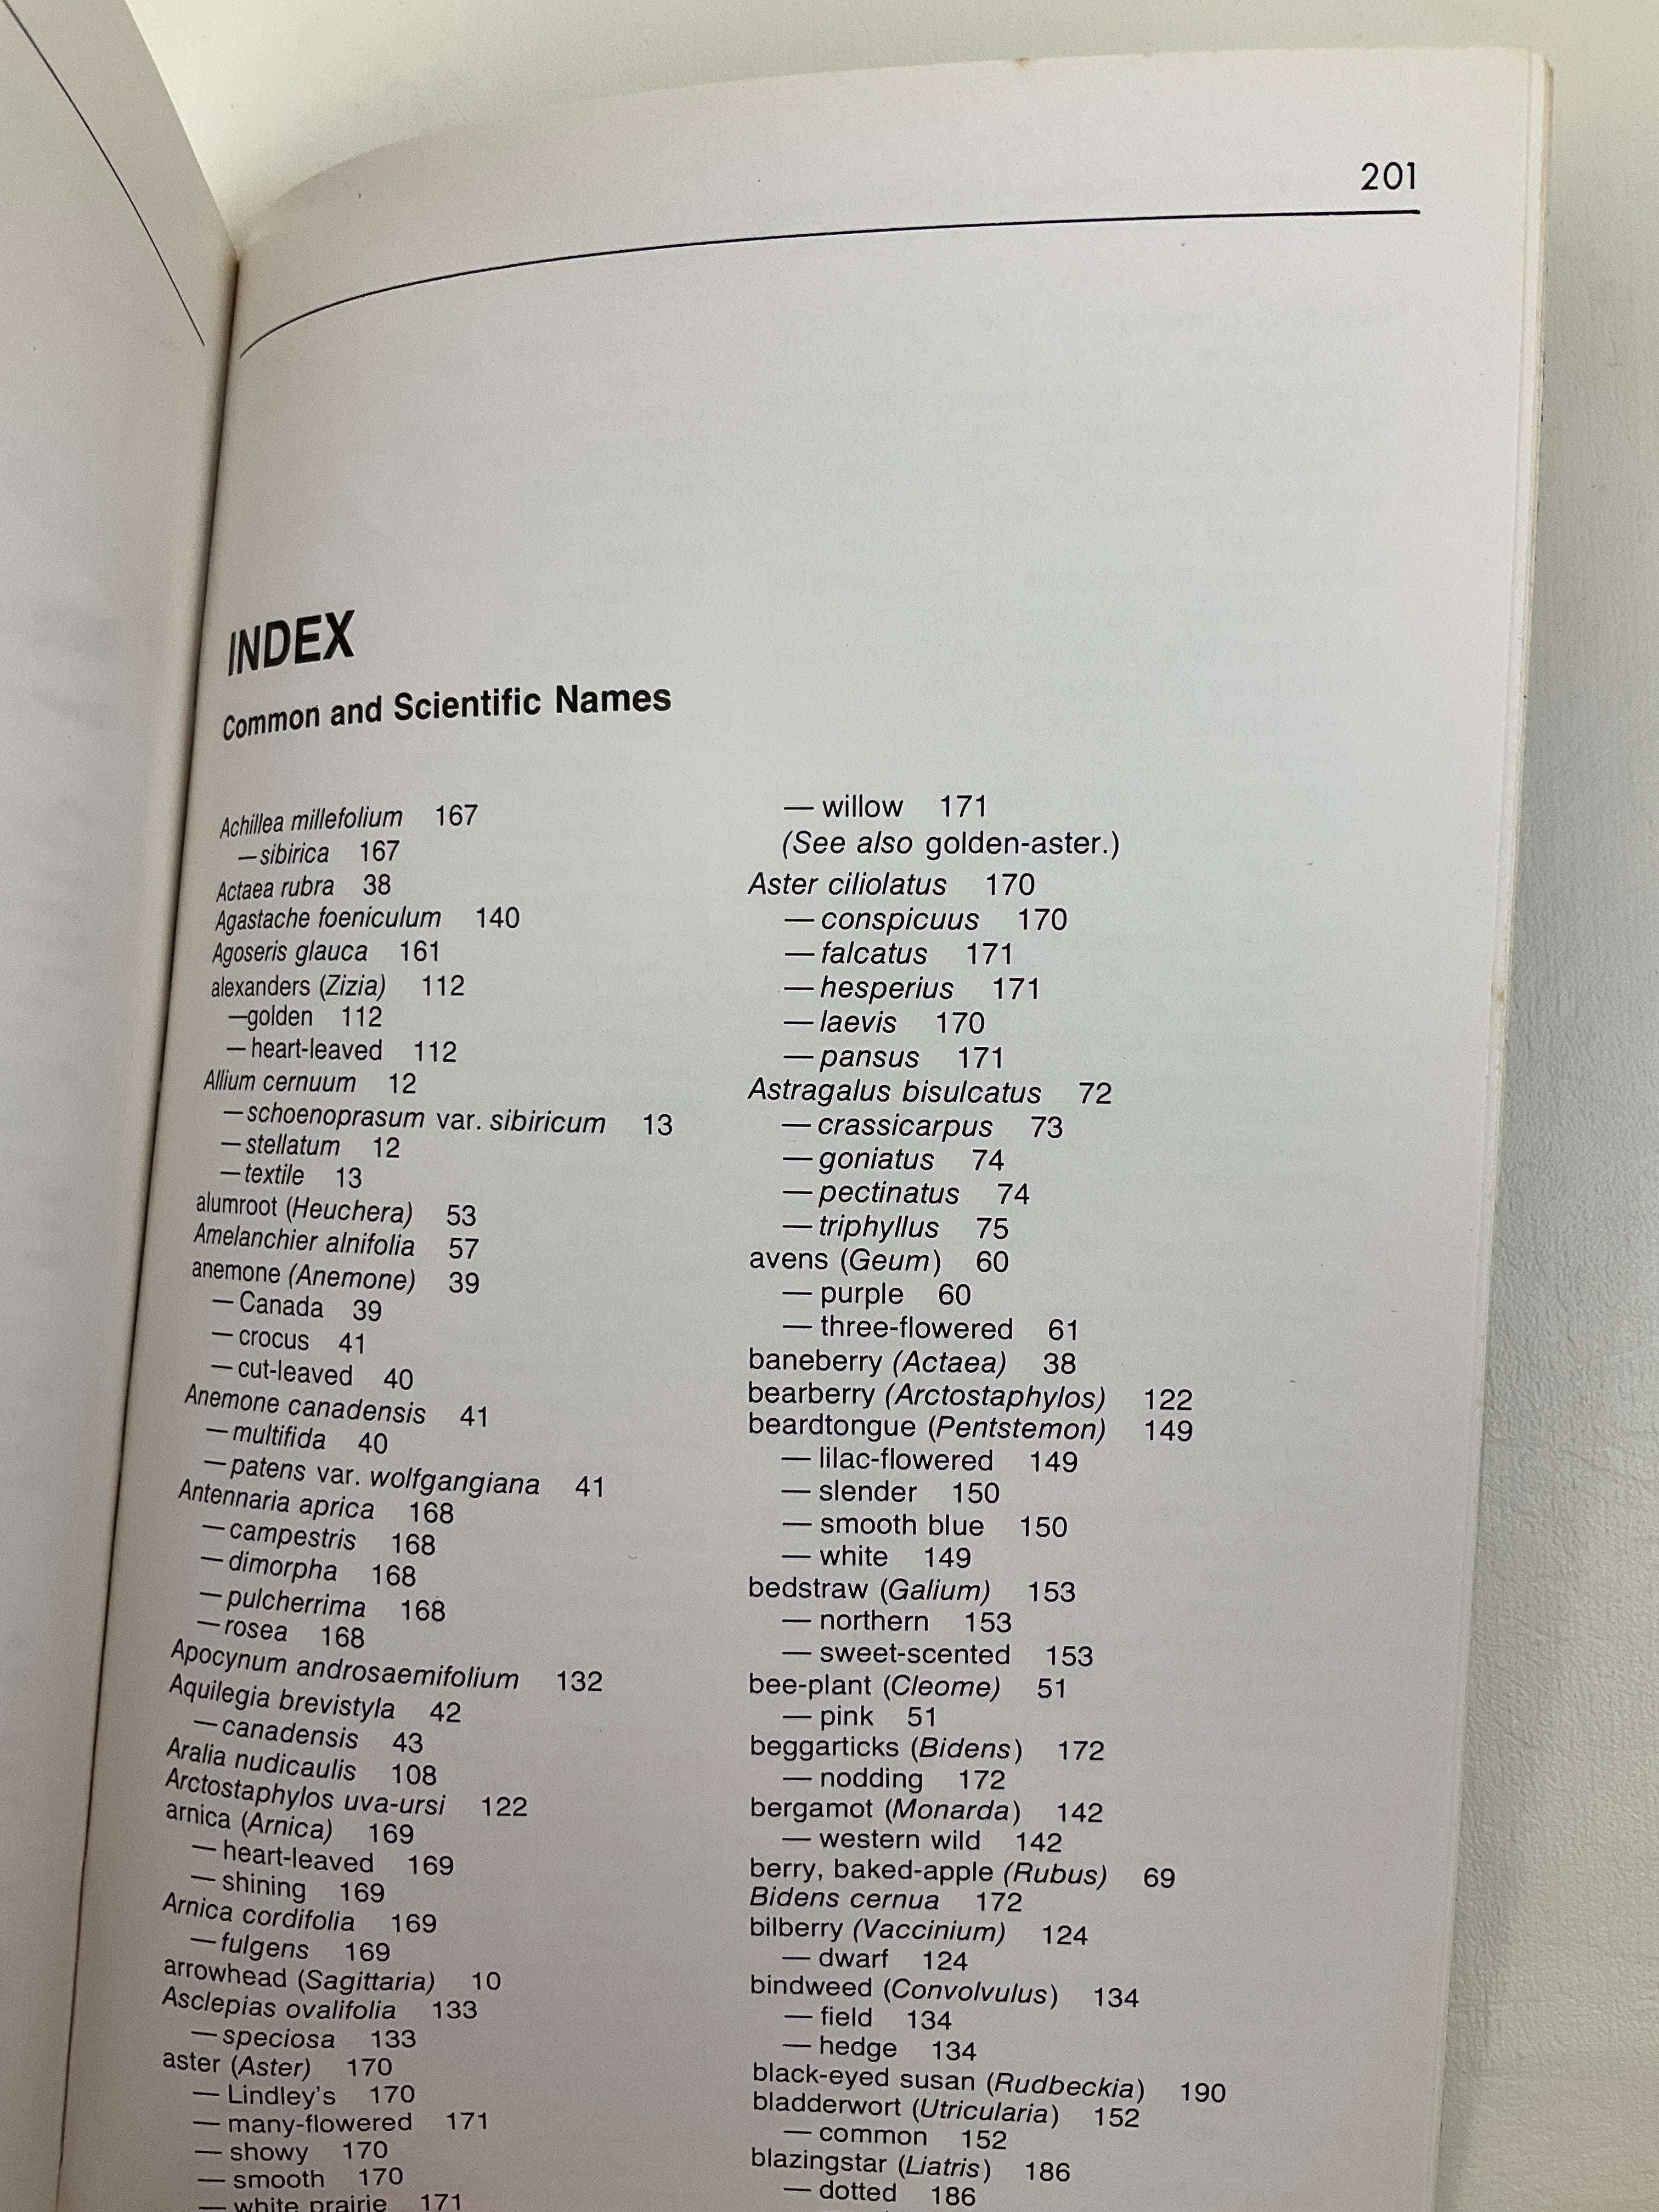 201
INDEX
Common and Scientific Names
Achillea millefolium 167
— sibirica 167
Actaea rubra 38
Agastache foeniculum 140
Agoseris glauca 161
alexanders (Zizia) 112
—golden 112
— heart-leaved 112
Allium cernuum 12
— schoenoprasum var. sibiricum 13
— stellatum 12
— textile 13
alumroot (Heuchera) 53
Amelanchier alnifolia 57
anemone (Anemone) 39
— Canada 39
— crocus 41
— cut-leaved 40
Anemone canadensis 41
— multifida 40
— patens var. wolfgangiana 41
Antennaria aprica 168
— campestris 168
— dimorpha 168
— pulcherrima 168
— rosea 168
Apocynum androsaemifolium 132
Aquilegia brevistyla 42
— canadensis 43
Aralia nudicaulis 108
Arctostaphylos uva-ursi 122
arnica (Arnica) 169
— heart-leaved 169
— shining 169
Arnica cordifolia 169
— fulgens 169
arrowhead (Sagittaria) 10
Asclepias ovalifolia 133
— speciosa 133
aster (Aster) 170
— Lindley's 170
— many-flowered 171
— showy 170
— smooth 170
— white prairie 171
— willow 171
(See also golden-aster.)
Aster ciliolatus 170
— conspicuus 170
— falcatus 171
— hesperius 171
— laevis 170
— pansus 171
Astragalus bisulcatus 72
— crassicarpus 73
— goniatus 74
— pectinatus 74
— triphyllus 75
avens (Geum) 60
— purple 60
— three-flowered 61
baneberry (Actaea) 38
bearberry (Arctostaphylos) 122
beardtongue (Pentstemon) 149
— lilac-flowered 149
— slender 150
— smooth blue 150
— white 149
bedstraw (Galium) 153
— northern 153
— sweet-scented 153
bee-plant (Cleome) 51
— pink 51
beggarticks (Bidens) 172
— nodding 172
bergamot (Monarda) 142
— western wild 142
berry, baked-apple (Rubus) 69
Bidens cernua 172
bilberry (Vaccinium) 124
— dwarf 124
bindweed (Convolvulus) 134
— field 134
— hedge 134
black-eyed susan (Rudbeckia) 190
bladderwort (Utricularia) 152
— common 152
blazingstar (Liatris) 186
— dotted 186